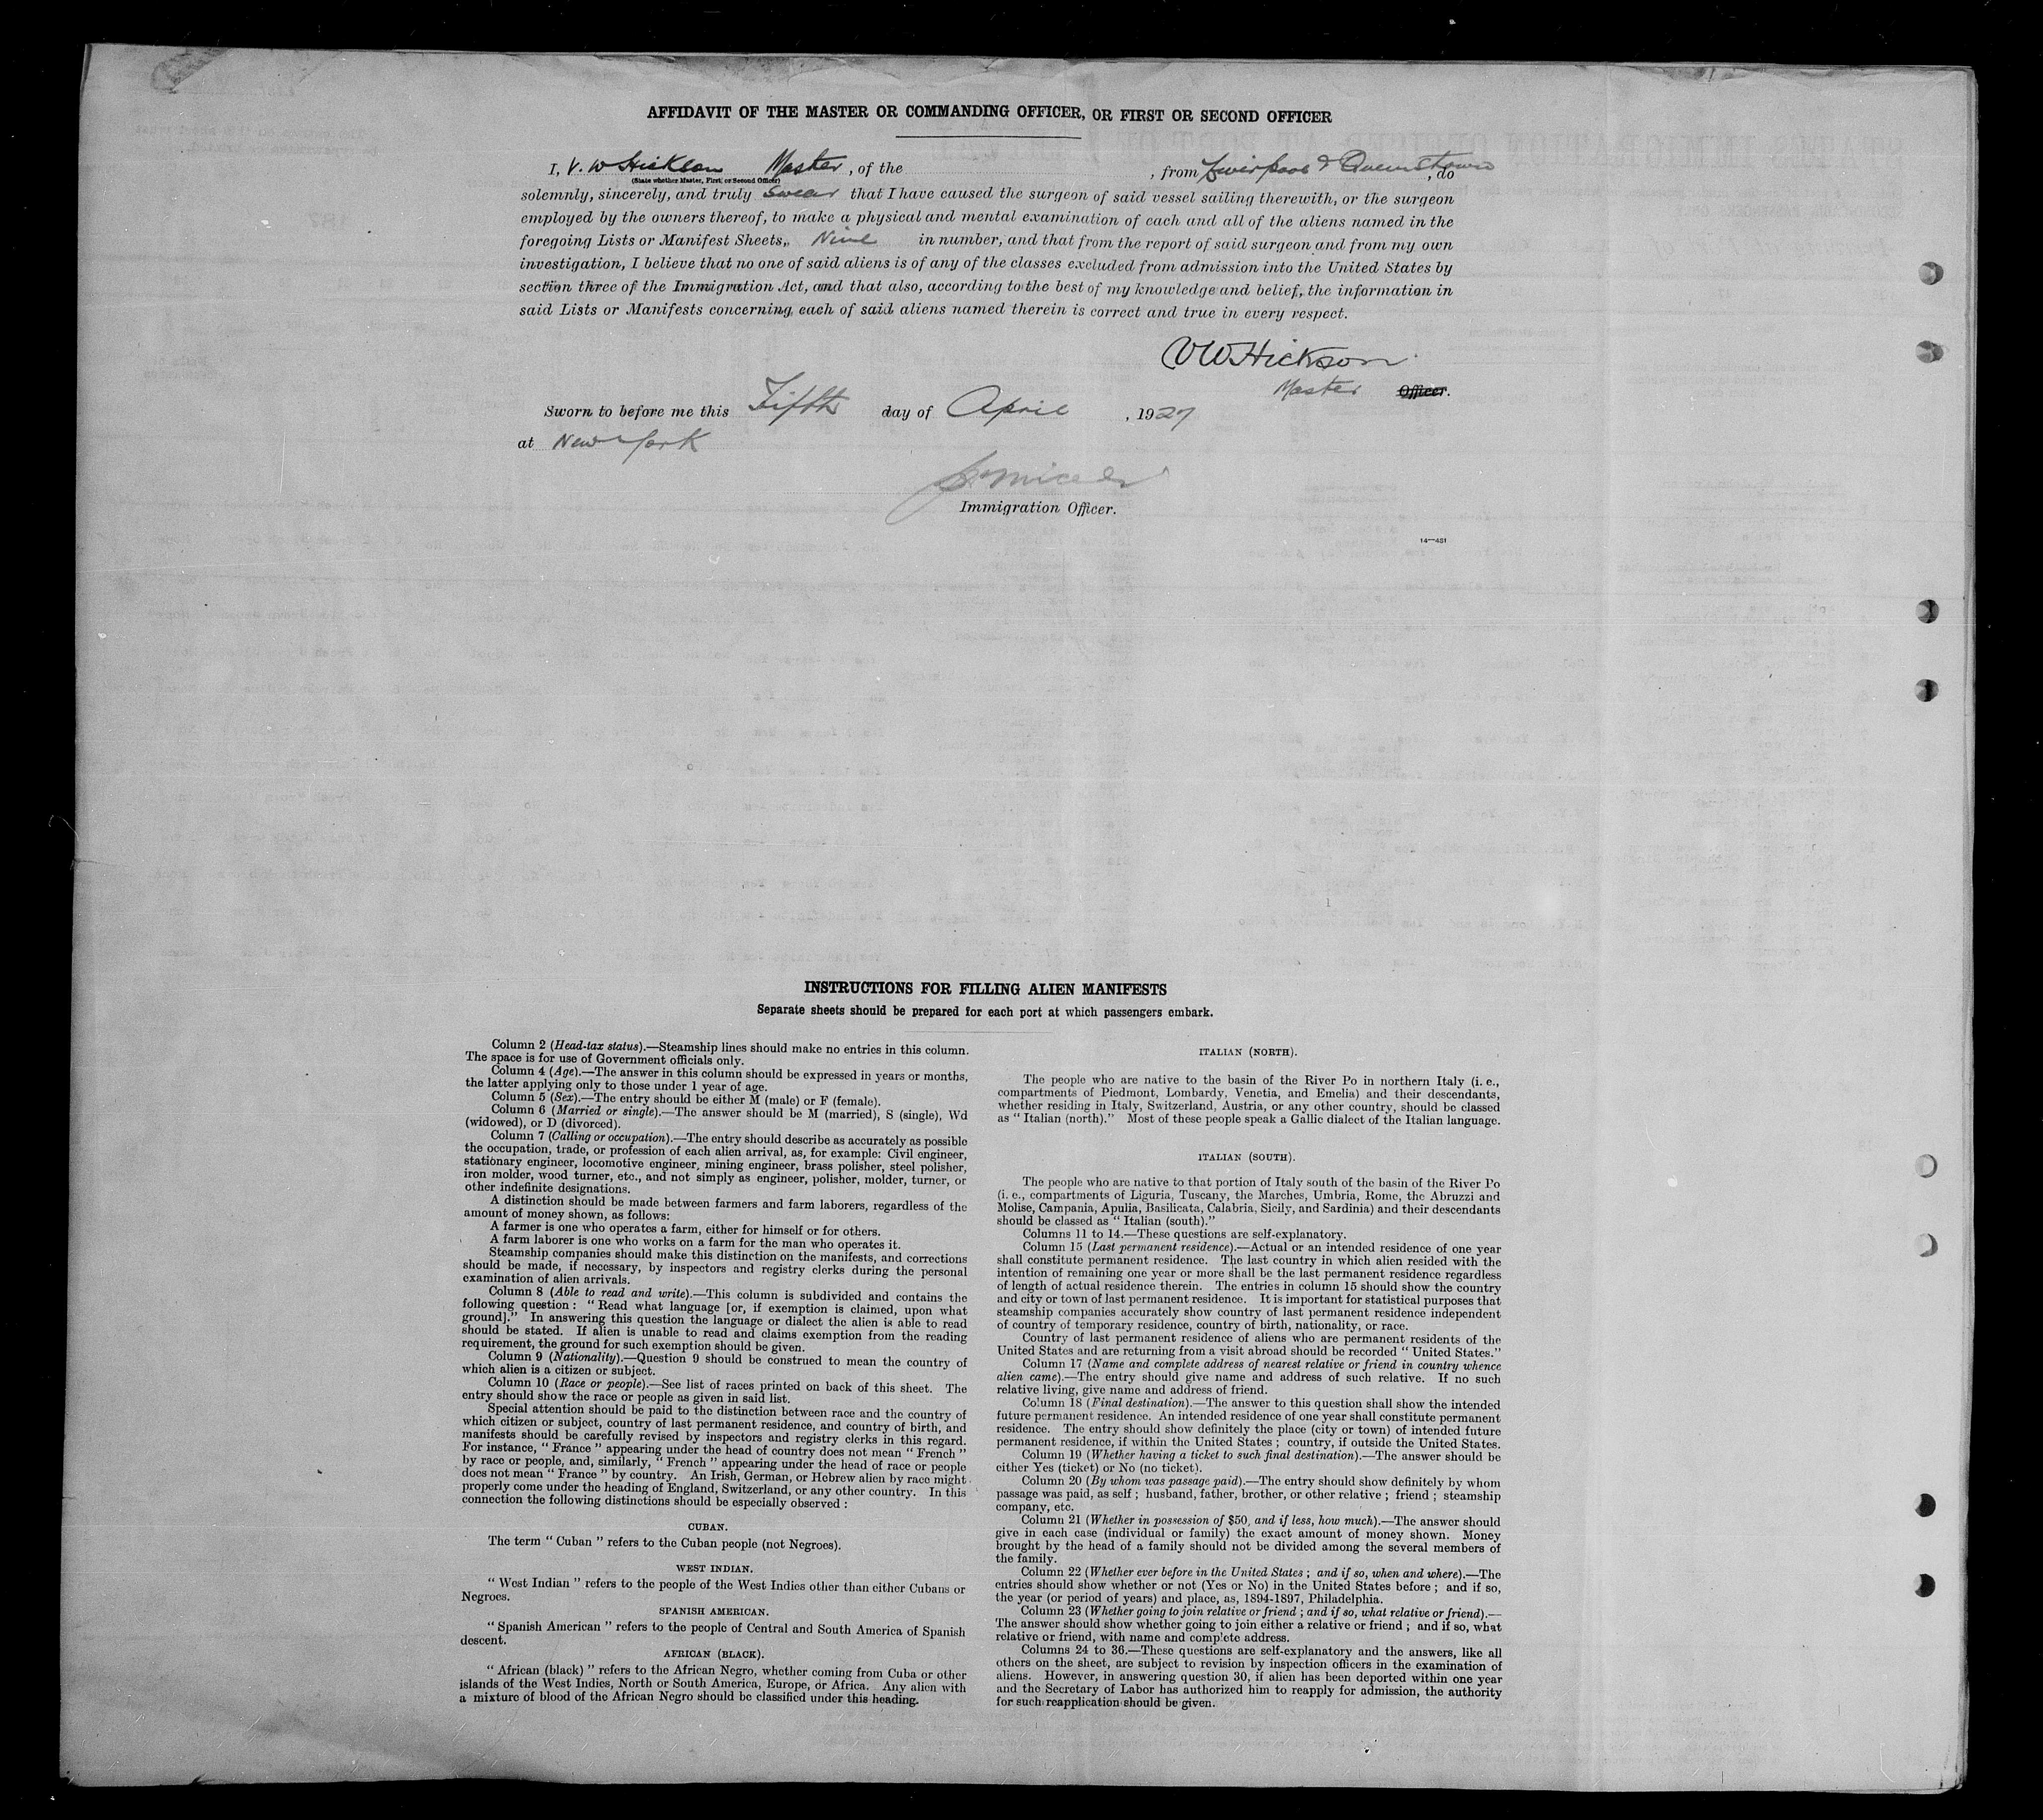 AFFIDAVIT OF THE MASTER OR COMMANDING OFFICER, OR FIRST OR SECOND OFFICER
I, V. W Hickson Master, of the , from Liverpool & Queenstown, do
(State whether Master, First, or Second Officer)
solemnly, sincerely, and truly swear that I have caused the surgeon of said vessel sailing therewith, or the surgeon
employed by the owners thereof, to make a physical and mental examination of each and all of the aliens named in the
foregoing Lists or Manifest Sheets, Nine in number, and that from the report of said surgeon and from my own
investigation, I believe that no one of said aliens is of any of the classes excluded from admission into the United States by
section three of the Immigration Act, and that also, according to the best of my knowledge and belief, the information in
said Lists or Manifests concerning each of said aliens named therein is correct and true in every respect.
VWHickson
Master Officer.
Sworn to before me this Fifth day of April , 1927
at New York
Immigration Officer.
14—481
INSTRUCTIONS FOR FILLING ALIEN MANIFESTS
Separate sheets should be prepared for each port at which passengers embark.
Column 2 (Head-tax status).—Steamship lines should make no entries in this column.
The space is for use of Government officials only.
Column 4 (Age).—The answer in this column should be expressed in years or months,
the latter applying only to those under 1 year of age.
Column 5 (Sex).—The entry should be either M (male) or F (female).
Column 6 (Married or single).—The answer should be M (married), S (single), Wd
(widowed), or D (divorced).
Column 7 (Calling or occupation).—The entry should describe as accurately as possible
the occupation, trade, or profession of each alien arrival, as, for example: Civil engineer,
stationary engineer, locomotive engineer, mining engineer, brass polisher, steel polisher,
iron molder, wood turner, etc., and not simply as engineer, polisher, molder, turner, or
other indefinite designations.
A distinction should be made between farmers and farm laborers, regardless of the
amount of money shown, as follows:
A farmer is one who operates a farm, either for himself or for others.
A farm laborer is one who works on a farm for the man who operates it.
Steamship companies should make this distinction on the manifests, and corrections
should be made, if necessary, by inspectors and registry clerks during the personal
examination of alien arrivals.
Column 8 (Able to read and write).—This column is subdivided and contains the
following question: "Read what language [or, if exemption is claimed, upon what
ground]." In answering this question the language or dialect the alien is able to read
should be stated. If alien is unable to read and claims exemption from the reading
requirement, the ground for such exemption should be given.
Column 9 (Nationality).—Question 9 should be construed to mean the country of
which alien is a citizen or subject.
Column 10 (Race or people).—See list of races printed on back of this sheet. The
entry should show the race or people as given in said list.
Special attention should be paid to the distinction between race and the country of
which citizen or subject, country of last permanent residence, and country of birth, and
manifests should be carefully revised by inspectors and registry clerks in this regard.
For instance, "France" appearing under the head of country does not mean "French"
by race or people, and, similarly, "French" appearing under the head of race or people
does not mean "France" by country. An Irish, German, or Hebrew alien by race might
properly come under the heading of England, Switzerland, or any other country. In this
connection the following distinctions should be especially observed:
CUBAN.
The term "Cuban" refers to the Cuban people (not Negroes).
WEST INDIAN.
"West Indian" refers to the people of the West Indies other than either Cubans or
Negroes.
SPANISH AMERICAN.
"Spanish American" refers to the people of Central and South America of Spanish
descent.
AFRICAN (BLACK).
"African (black)" refers to the African Negro, whether coming from Cuba or other
islands of the West Indies, North or South America, Europe, or Africa. Any alien with
a mixture of blood of the African Negro should be classified under this heading.
ITALIAN (NORTH).
The people who are native to the basin of the River Po in northern Italy (i. e.,
compartments of Piedmont, Lombardy, Venetia, and Emelia) and their descendants,
whether residing in Italy, Switzerland, Austria, or any other country, should be classed
as "Italian (north)." Most of these people speak a Gallic dialect of the Italian language.
ITALIAN (SOUTH).
The people who are native to that portion of Italy south of the basin of the River Po
(i. e., compartments of Liguria, Tuscany, the Marches, Umbria, Rome, the Abruzzi and
Molise, Campania, Apulia, Basilicata, Calabria, Sicily, and Sardinia) and their descendants
should be classed as "Italian (south)."
Columns 11 to 14.—These questions are self-explanatory.
Column 15 (Last permanent residence).—Actual or an intended residence of one year
shall constitute permanent residence. The last country in which alien resided with the
intention of remaining one year or more shall be the last permanent residence regardless
of length of actual residence therein. The entries in column 15 should show the country
and city or town of last permanent residence. It is important for statistical purposes that
steamship companies accurately show country of last permanent residence independent
of country of temporary residence, country of birth, nationality, or race.
Country of last permanent residence of aliens who are permanent residents of the
United States and are returning from a visit abroad should be recorded "United States."
Column 17 (Name and complete address of nearest relative or friend in country whence
alien came).—The entry should give name and address of such relative. If no such
relative living, give name and address of friend.
Column 18 (Final destination).—The answer to this question shall show the intended
future permanent residence. An intended residence of one year shall constitute permanent
residence. The entry should show definitely the place (city or town) of intended future
permanent residence, if within the United States; country, if outside the United States.
Column 19 (Whether having a ticket to such final destination).—The answer should be
either Yes (ticket) or No (no ticket).
Column 20 (By whom was passage paid).—The entry should show definitely by whom
passage was paid, as self; husband, father, brother, or other relative; friend; steamship
company, etc.
Column 21 (Whether in possession of $50, and if less, how much).—The answer should
give in each case (individual or family) the exact amount of money shown. Money
brought by the head of a family should not be divided among the several members of
the family.
Column 22 (Whether ever before in the United States; and if so, when and where).—The
entries should show whether or not (Yes or No) in the United States before; and if so,
the year (or period of years) and place, as, 1894-1897, Philadelphia.
Column 23 (Whether going to join relative or friend; and if so, what relative or friend).—
The answer should show whether going to join either a relative or friend; and if so, what
relative or friend, with name and complete address.
Columns 24 to 36.—These questions are self-explanatory and the answers, like all
others on the sheet, are subject to revision by inspection officers in the examination of
aliens. However, in answering question 30, if alien has been deported within one year
and the Secretary of Labor has authorized him to reapply for admission, the authority
for such reapplication should be given.